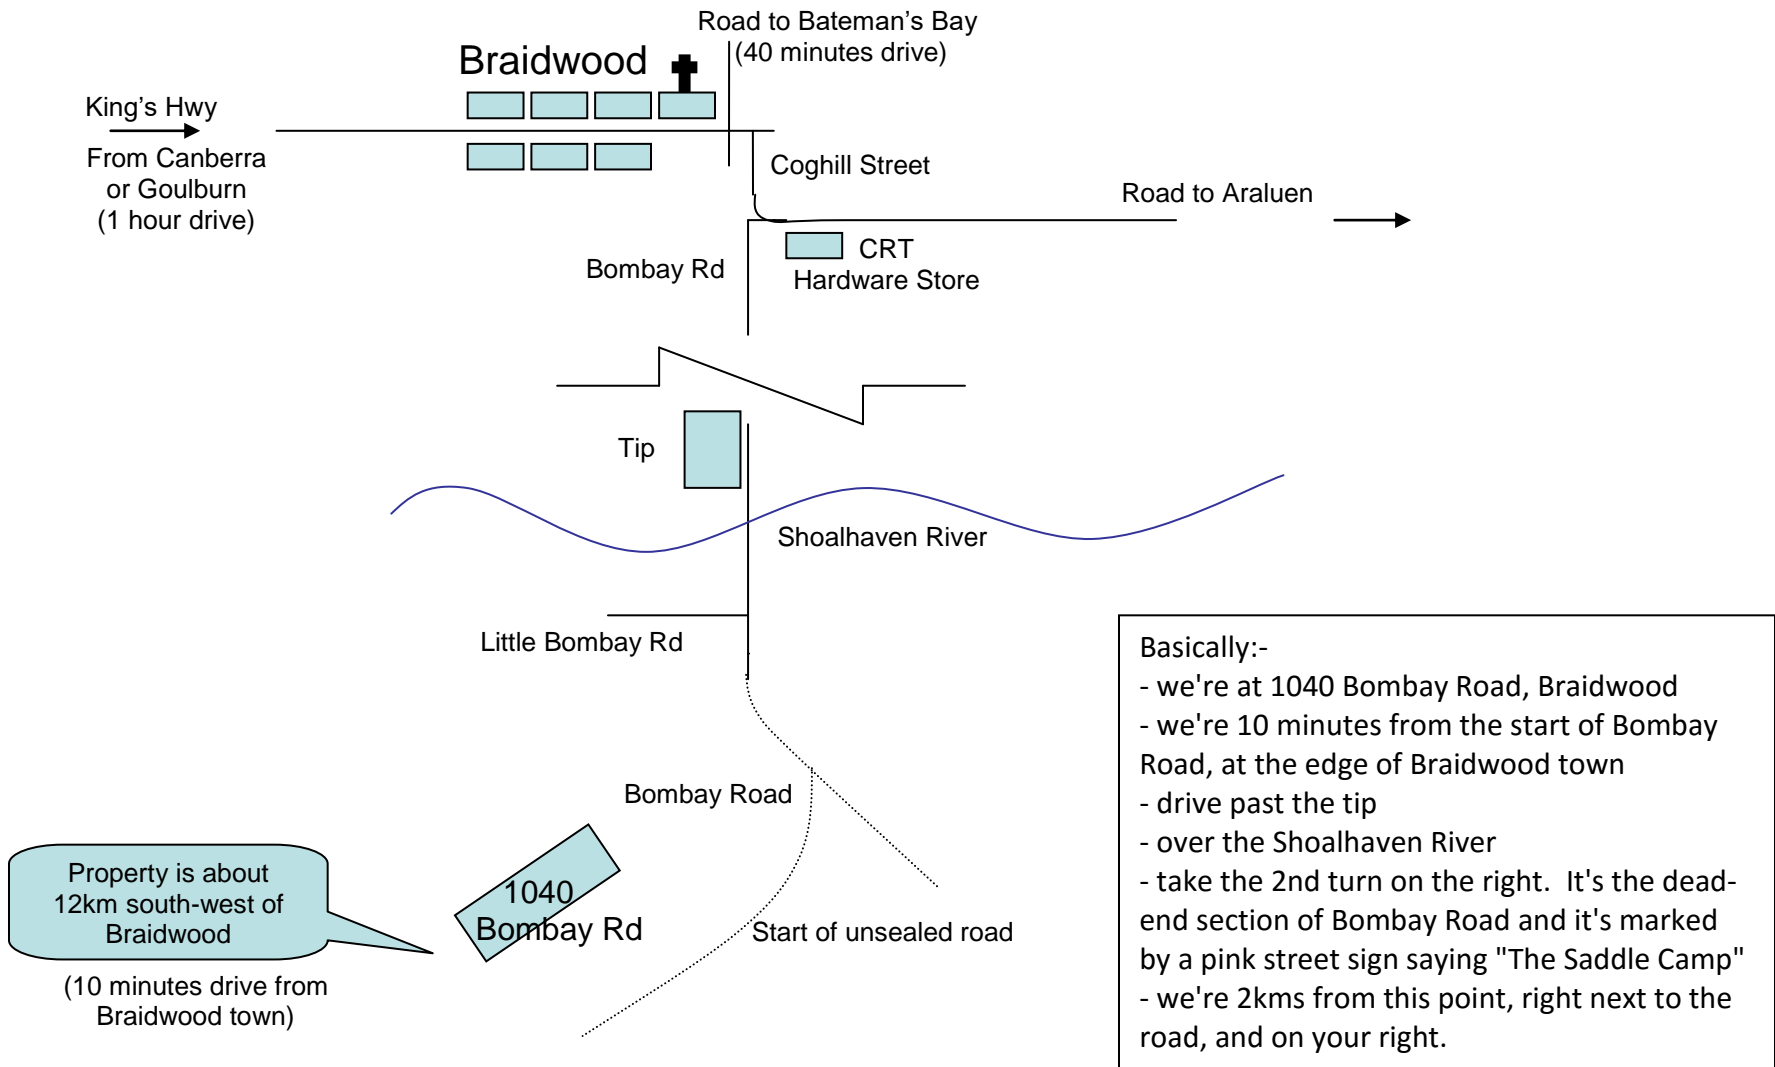 Road to Bateman's Bay
(40 minutes drive)
Braidwood
King's Hwy
From Canberra
or Goulburn
(1 hour drive)
Coghill Street
Road to Araluen
CRT
Hardware Store
Bombay Rd
Tip
Shoalhaven River
Little Bombay Rd
Bombay Road
1040
Bombay Rd
Start of unsealed road
Property is about
12km south-west of
Braidwood
(10 minutes drive from
Braidwood town)
Basically:-
- we're at 1040 Bombay Road, Braidwood
- we're 10 minutes from the start of Bombay
Road, at the edge of Braidwood town
- drive past the tip
- over the Shoalhaven River
- take the 2nd turn on the right.  It's the dead-
end section of Bombay Road and it's marked
by a pink street sign saying "The Saddle Camp"
- we're 2kms from this point, right next to the
road, and on your right.